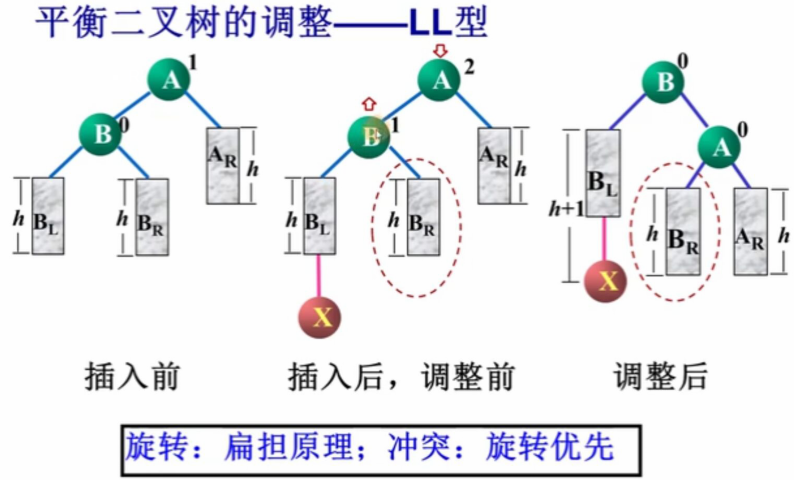 平衡二叉树的调整——LL型
A 1
B 0
A_R h
h B_L
h B_R
A 2
B 1
A_R h
h B_L
h B_R
X
B 0
A 0
B_L
h+1
h B_R
A_R h
X
插入前
插入后，调整前
调整后
旋转：扁担原理；冲突：旋转优先